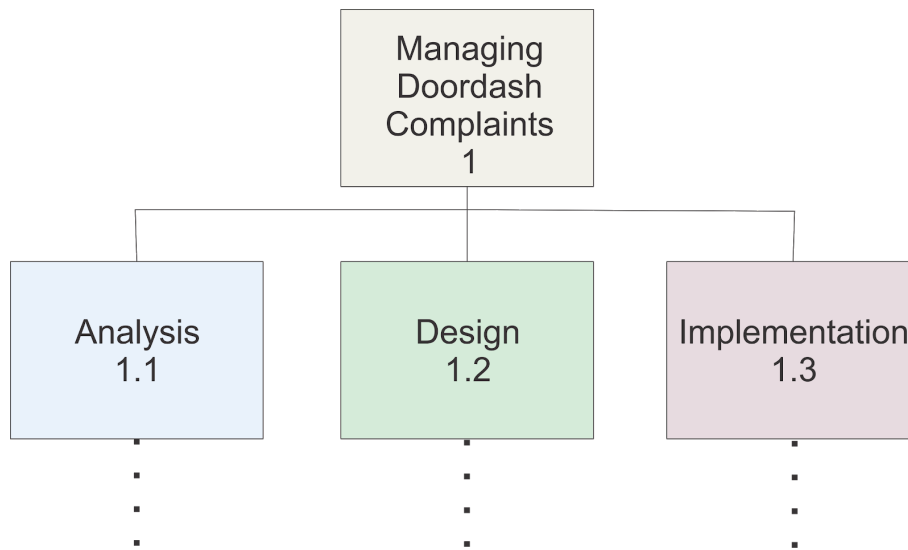 Managing
Doordash
Complaints
1
Analysis
1.1
Design
1.2
Implementation
1.3